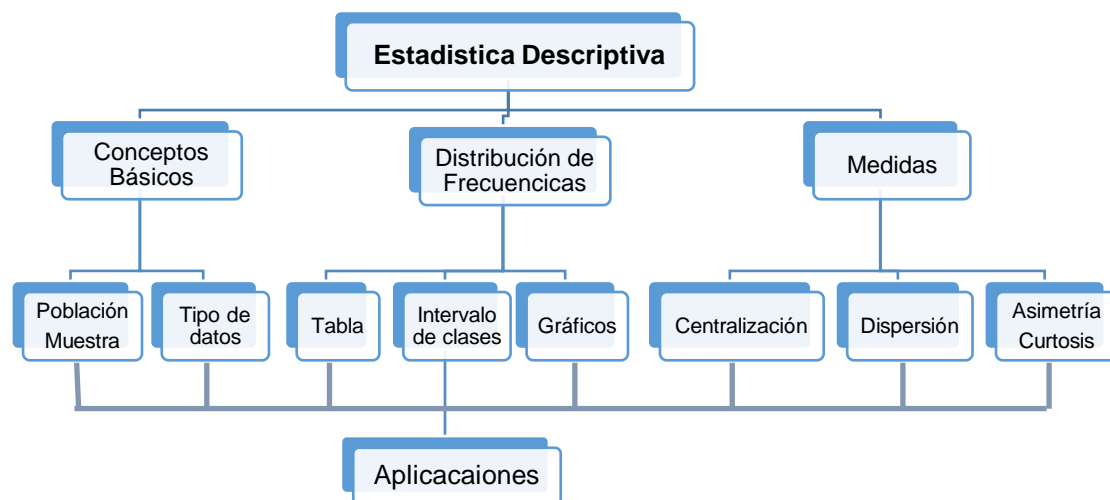 Estadistica Descriptiva
Conceptos
Básicos
Distribución de
Frecuencicas
Medidas
Población
Muestra
Tipo de
datos
Tabla
Intervalo
de clases
Gráficos
Centralización
Dispersión
Asimetría
Curtosis
Aplicacaiones